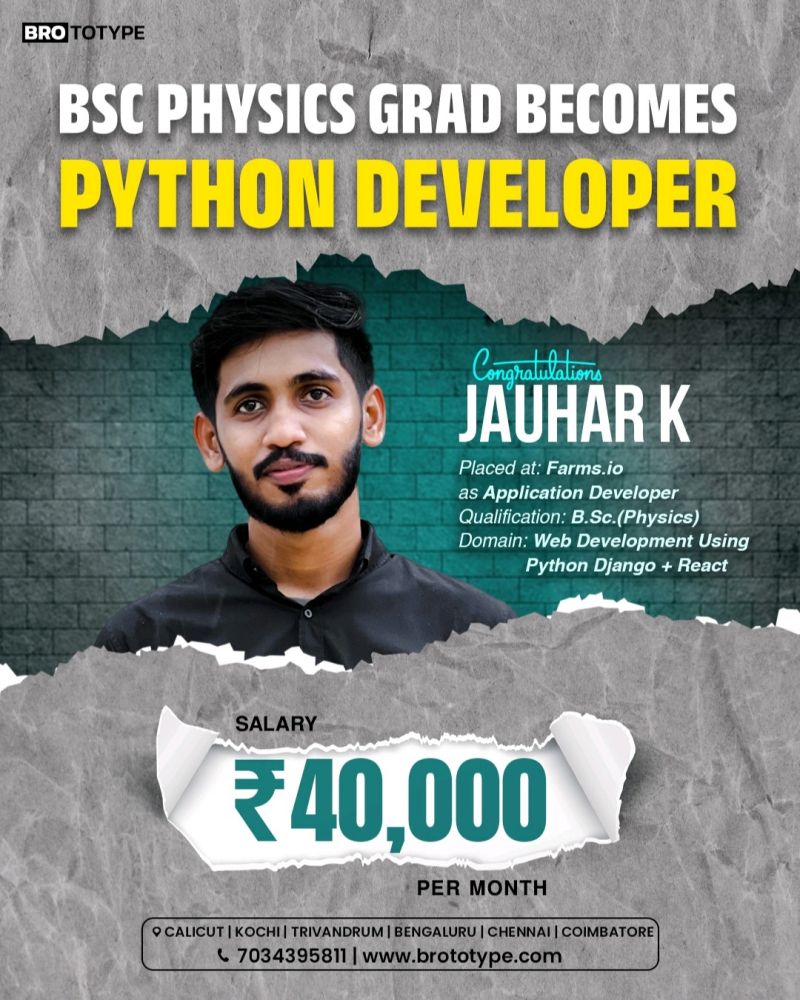 BROTOTYPE
BSC PHYSICS GRAD BECOMES
PYTHON DEVELOPER
Congratulations
JAUHAR K
Placed at: Farms.io
as Application Developer
Qualification: B.Sc.(Physics)
Domain: Web Development Using
Python Django + React
SALARY
₹40,000
PER MONTH
CALICUT | KOCHI | TRIVANDRUM | BENGALURU | CHENNAI | COIMBATORE
7034395811 | www.brototype.com